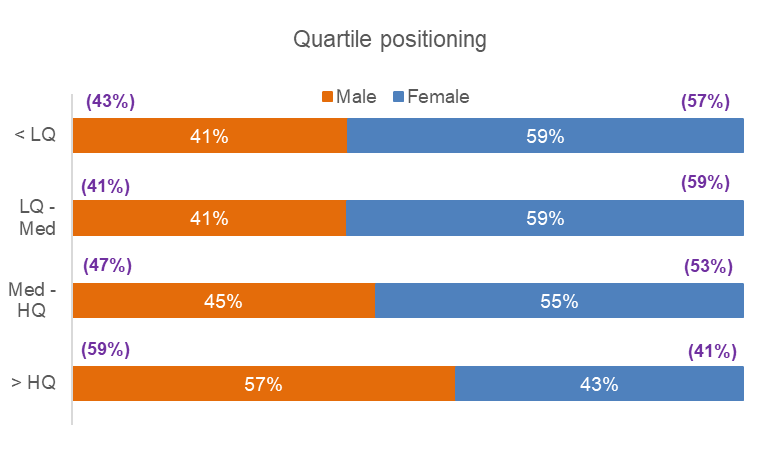 Quartile positioning
Male Female
(43%) (57%)
< LQ 41% 59%
(41%) (59%)
LQ -
Med 41% 59%
(47%) (53%)
Med -
HQ 45% 55%
(59%) (41%)
> HQ 57% 43%